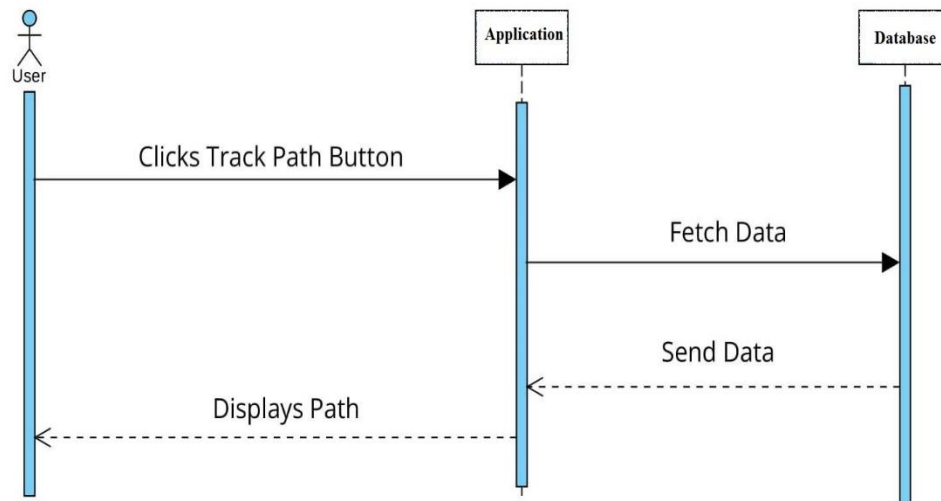 User
Application
Database
Clicks Track Path Button
Fetch Data
Send Data
Displays Path